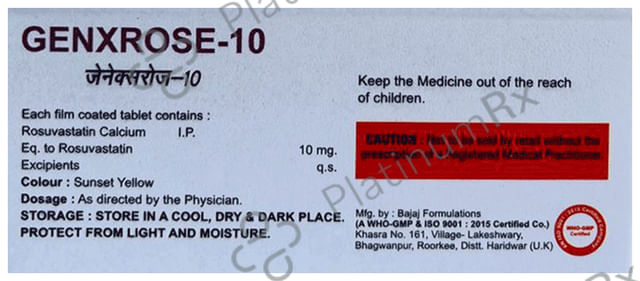 GENXROSE-10
जेनेक्सरोज-10
Each film coated tablet contains :
Rosuvastatin Calcium I.P.
Eq. to Rosuvastatin 10 mg.
Excipients q.s.
Colour : Sunset Yellow
Dosage : As directed by the Physician.
STORAGE : STORE IN A COOL, DRY & DARK PLACE.
PROTECT FROM LIGHT AND MOISTURE.
Keep the Medicine out of the reach
of children.
CAUTION : Not to be sold by retail without the
prescription of a Registered Medical Practitioner.
Mfg. by : Bajaj Formulations
(A WHO-GMP & ISO 9001 : 2015 Certified Co.)
Khasra No. 161, Village- Lakeshwary,
Bhagwanpur, Roorkee, Distt. Haridwar (U.K)
WHO-GMP
Certified
PlatinumRx